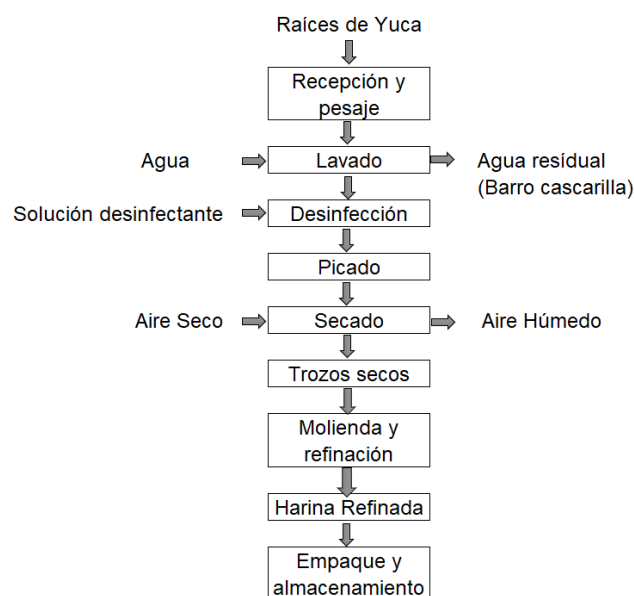 Raíces de Yuca
Recepción y
pesaje
Agua
Lavado
Agua resídual
(Barro cascarilla)
Solución desinfectante
Desinfección
Picado
Aire Seco
Secado
Aire Húmedo
Trozos secos
Molienda y
refinación
Harina Refinada
Empaque y
almacenamiento